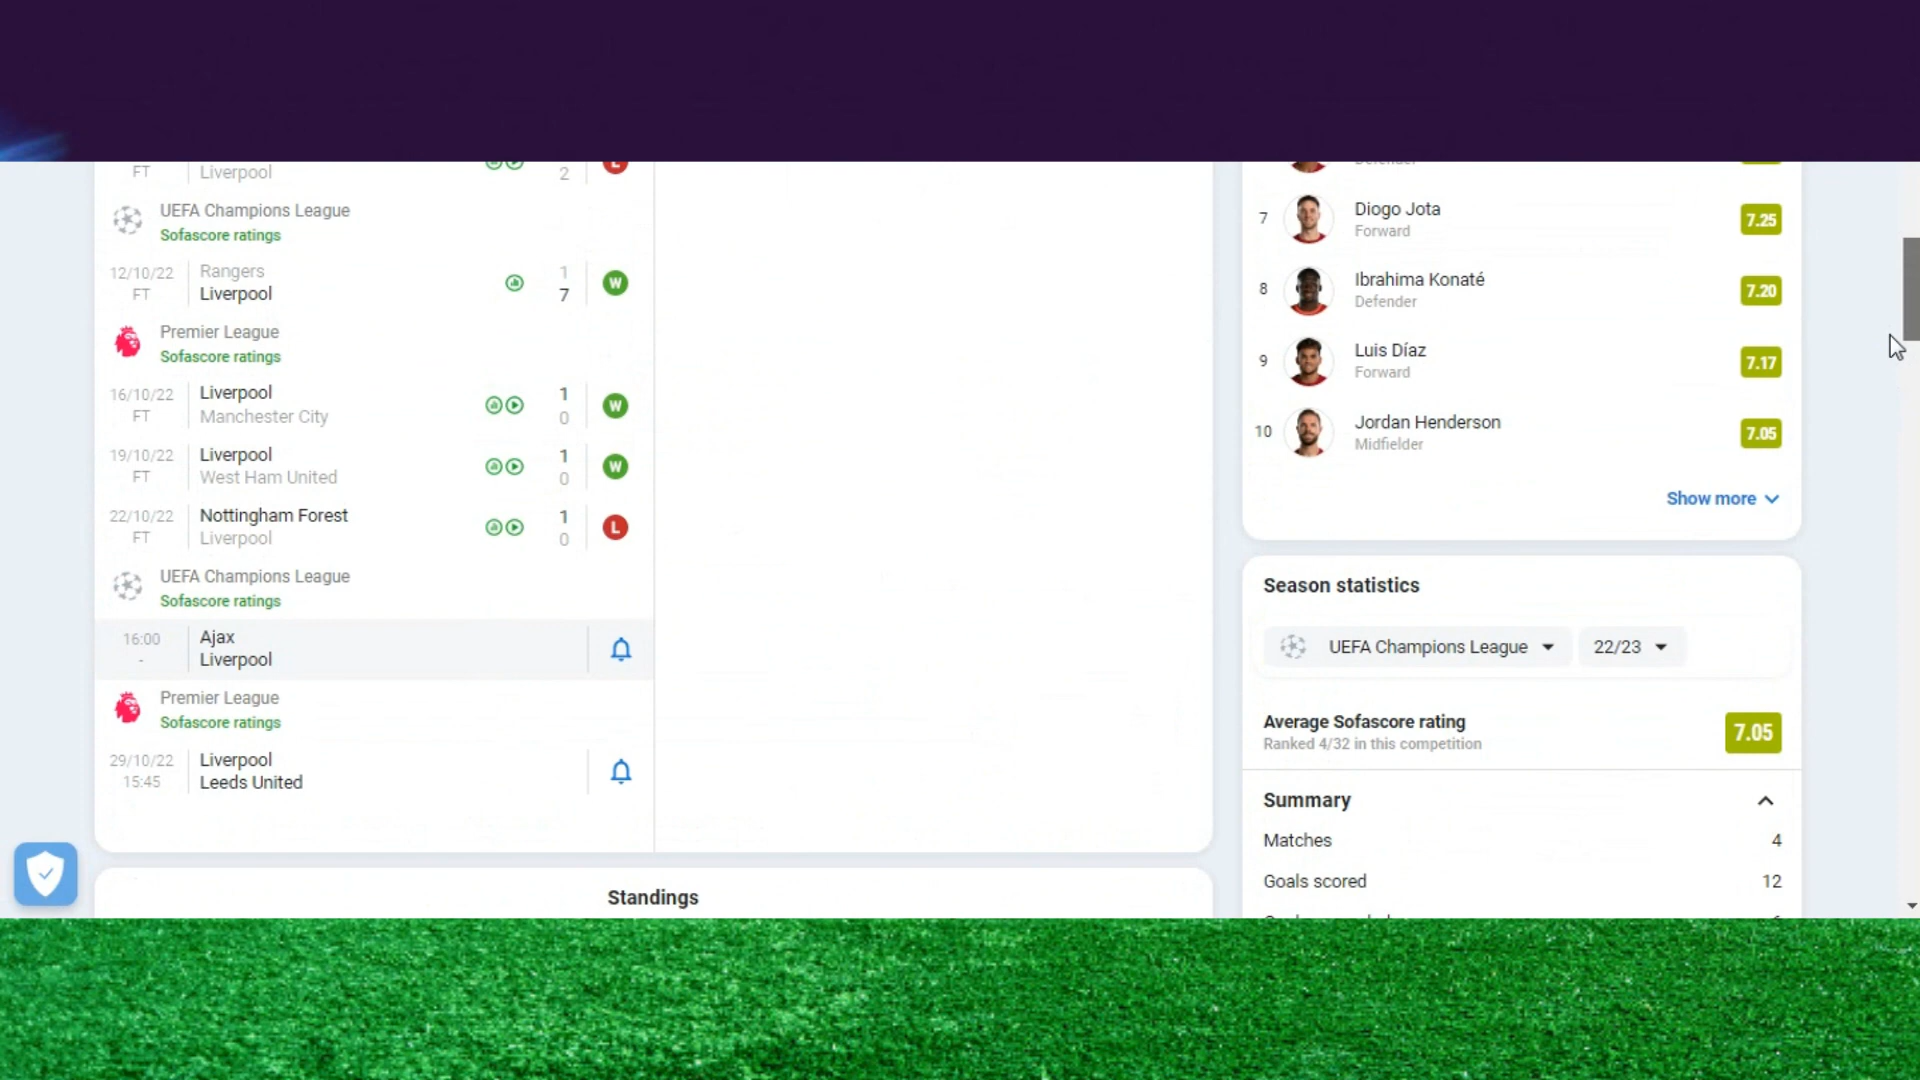 FT
Liverpool
2
L
UEFA Champions League
Sofascore ratings
12/10/22
FT
Rangers
Liverpool
1
7
W
Premier League
Sofascore ratings
16/10/22
FT
Liverpool
Manchester City
1
0
W
19/10/22
FT
Liverpool
West Ham United
1
0
W
22/10/22
FT
Nottingham Forest
Liverpool
1
0
L
UEFA Champions League
Sofascore ratings
16:00
-
Ajax
Liverpool
Premier League
Sofascore ratings
29/10/22
15:45
Liverpool
Leeds United
Standings
Defender
7
Diogo Jota
Forward
7.25
8
Ibrahima Konaté
Defender
7.20
9
Luis Díaz
Forward
7.17
10
Jordan Henderson
Midfielder
7.05
Show more
Season statistics
UEFA Champions League
22/23
Average Sofascore rating
Ranked 4/32 in this competition
7.05
Summary
Matches
4
Goals scored
12